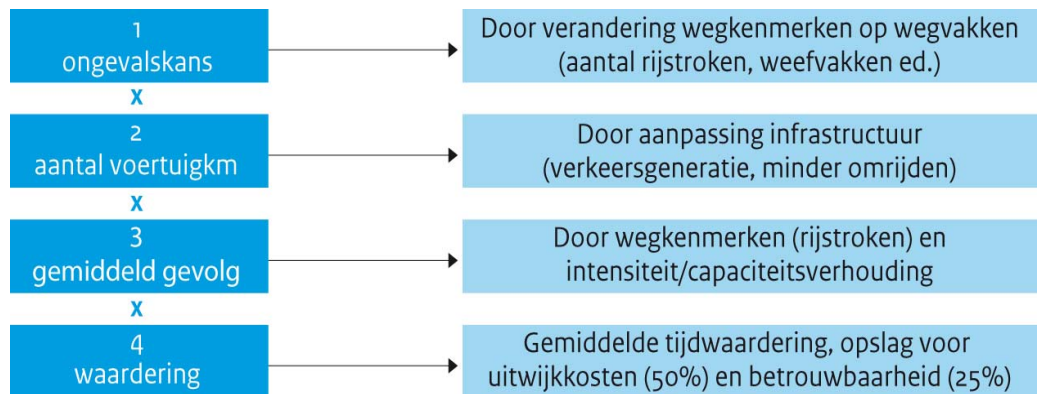 1
ongevalskans
Door verandering wegkenmerken op wegvakken
(aantal rijstroken, weefvakken ed.)
x
2
aantal voertuigkm
Door aanpassing infrastructuur
(verkeersgeneratie, minder omrijden)
x
3
gemiddeld gevolg
Door wegkenmerken (rijstroken) en
intensiteit/capaciteitsverhouding
x
4
waardering
Gemiddelde tijdwaardering, opslag voor
uitwijkkosten (50%) en betrouwbaarheid (25%)